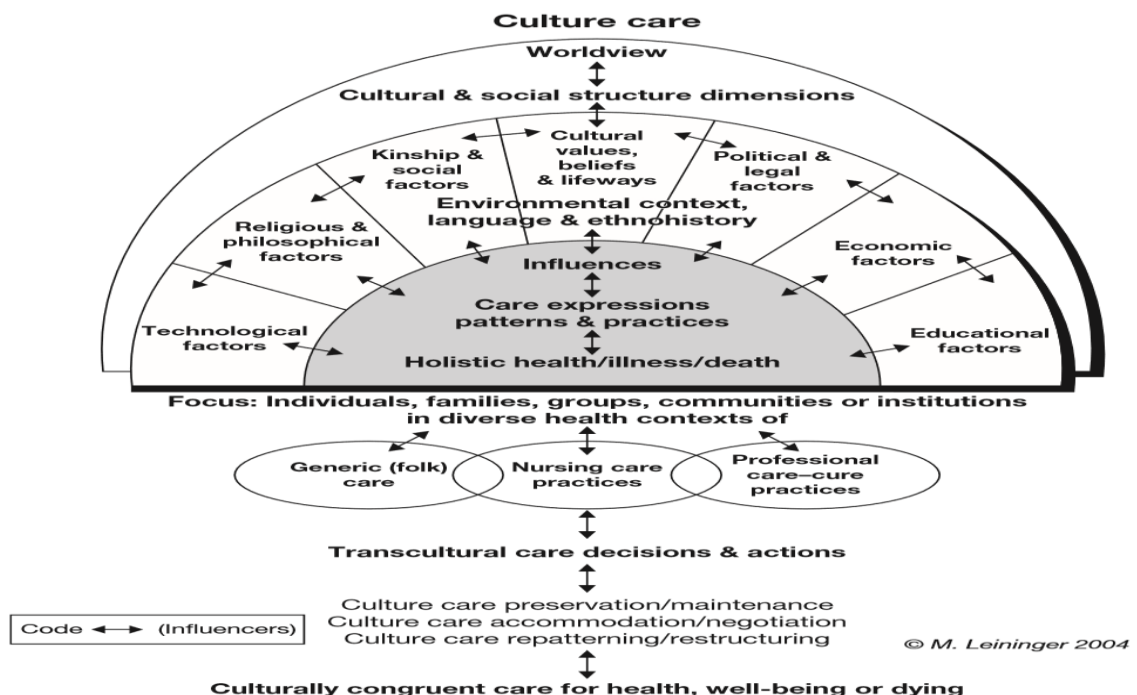 Culture care
Worldview
Cultural & social structure dimensions
Kinship &
social
factors
Cultural
values,
beliefs
& lifeways
Political &
legal
factors
Environmental context,
language & ethnohistory
Religious &
philosophical
factors
Economic
factors
Influences
Care expressions
patterns & practices
Technological
factors
Educational
factors
Holistic health/illness/death
Focus: Individuals, families, groups, communities or institutions
in diverse health contexts of
Generic (folk)
care
Nursing care
practices
Professional
care–cure
practices
Transcultural care decisions & actions
Culture care preservation/maintenance
Culture care accommodation/negotiation
Culture care repatterning/restructuring
Code (Influencers)
© M. Leininger 2004
Culturally congruent care for health, well-being or dying